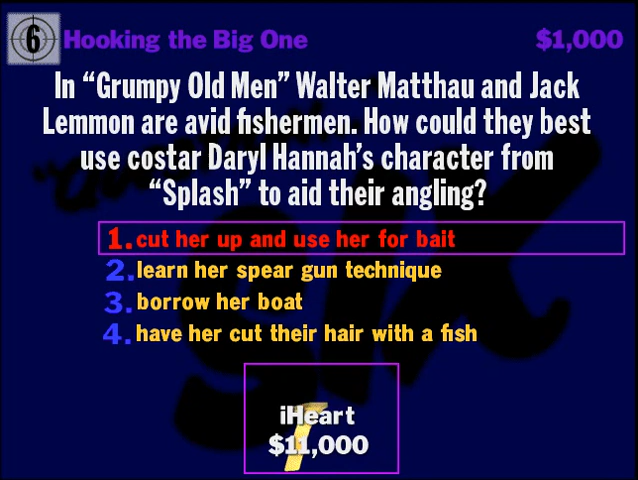 6 Hooking the Big One $1,000
In “Grumpy Old Men” Walter Matthau and Jack
Lemmon are avid fishermen. How could they best
use costar Daryl Hannah’s character from
“Splash” to aid their angling?
1. cut her up and use her for bait
2. learn her spear gun technique
3. borrow her boat
4. have her cut their hair with a fish
iHeart
$11,000